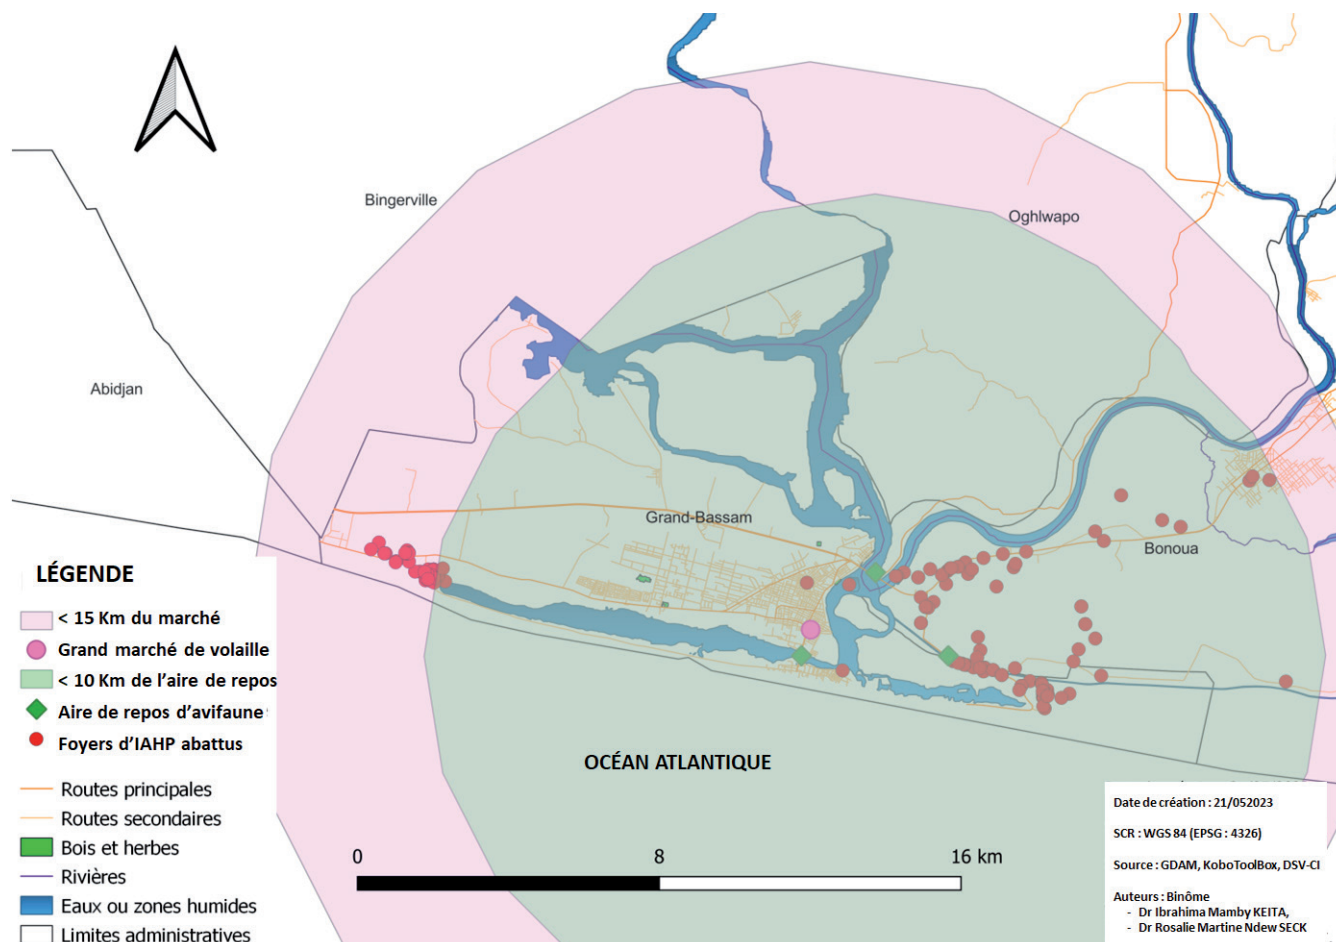 Bingerville
Oghlwapo
Abidjan
Grand-Bassam
Bonoua
LÉGENDE
< 15 Km du marché
Grand marché de volaille
< 10 Km de l'aire de repos
Aire de repos d'avifaune
Foyers d'IAHP abattus
Routes principales
Routes secondaires
Bois et herbes
Rivières
Eaux ou zones humides
Limites administratives
OCÉAN ATLANTIQUE
0 8 16 km
Date de création : 21/052023
SCR : WGS 84 (EPSG : 4326)
Source : GDAM, KoboToolBox, DSV-CI
Auteurs : Binôme
- Dr Ibrahima Mamby KEITA,
- Dr Rosalie Martine Ndew SECK